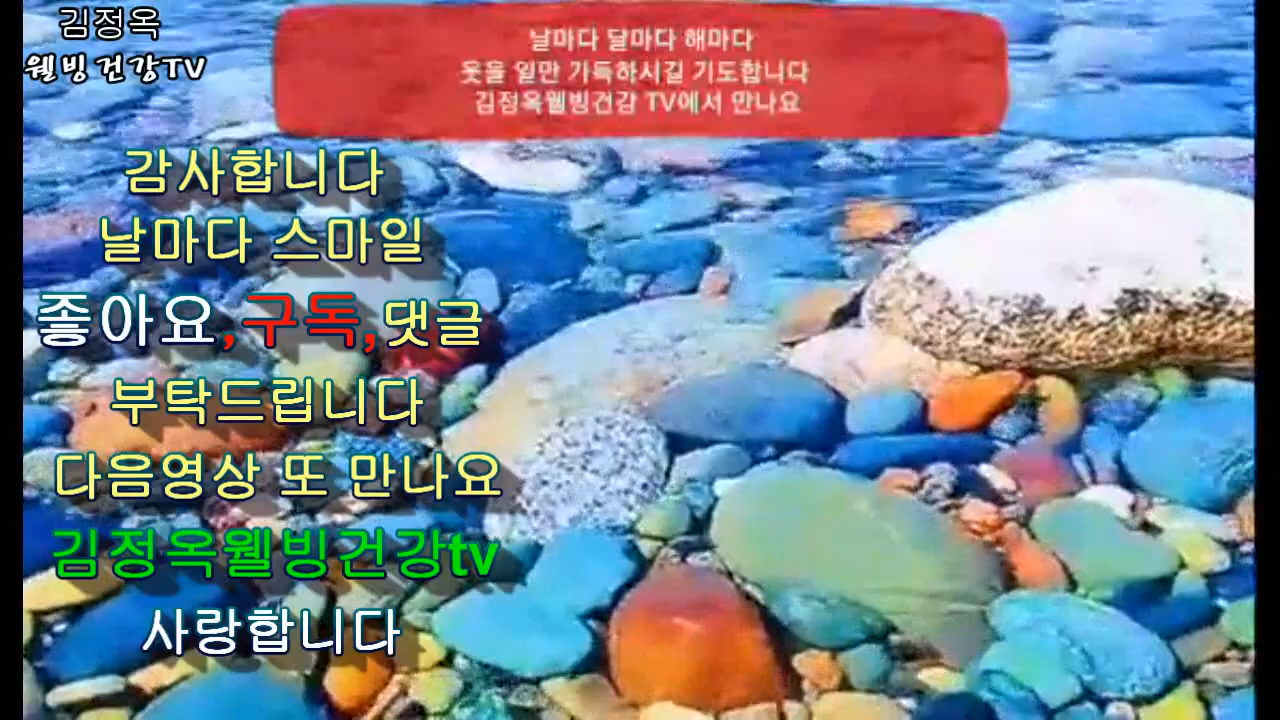 김정옥
웰빙건강TV
날마다 달마다 해마다
웃을 일만 가득하시길 기도합니다
김정옥웰빙건강 TV에서 만나요
감사합니다
날마다 스마일
좋아요,구독,댓글
부탁드립니다
다음영상 또 만나요
김정옥웰빙건강tv
사랑합니다